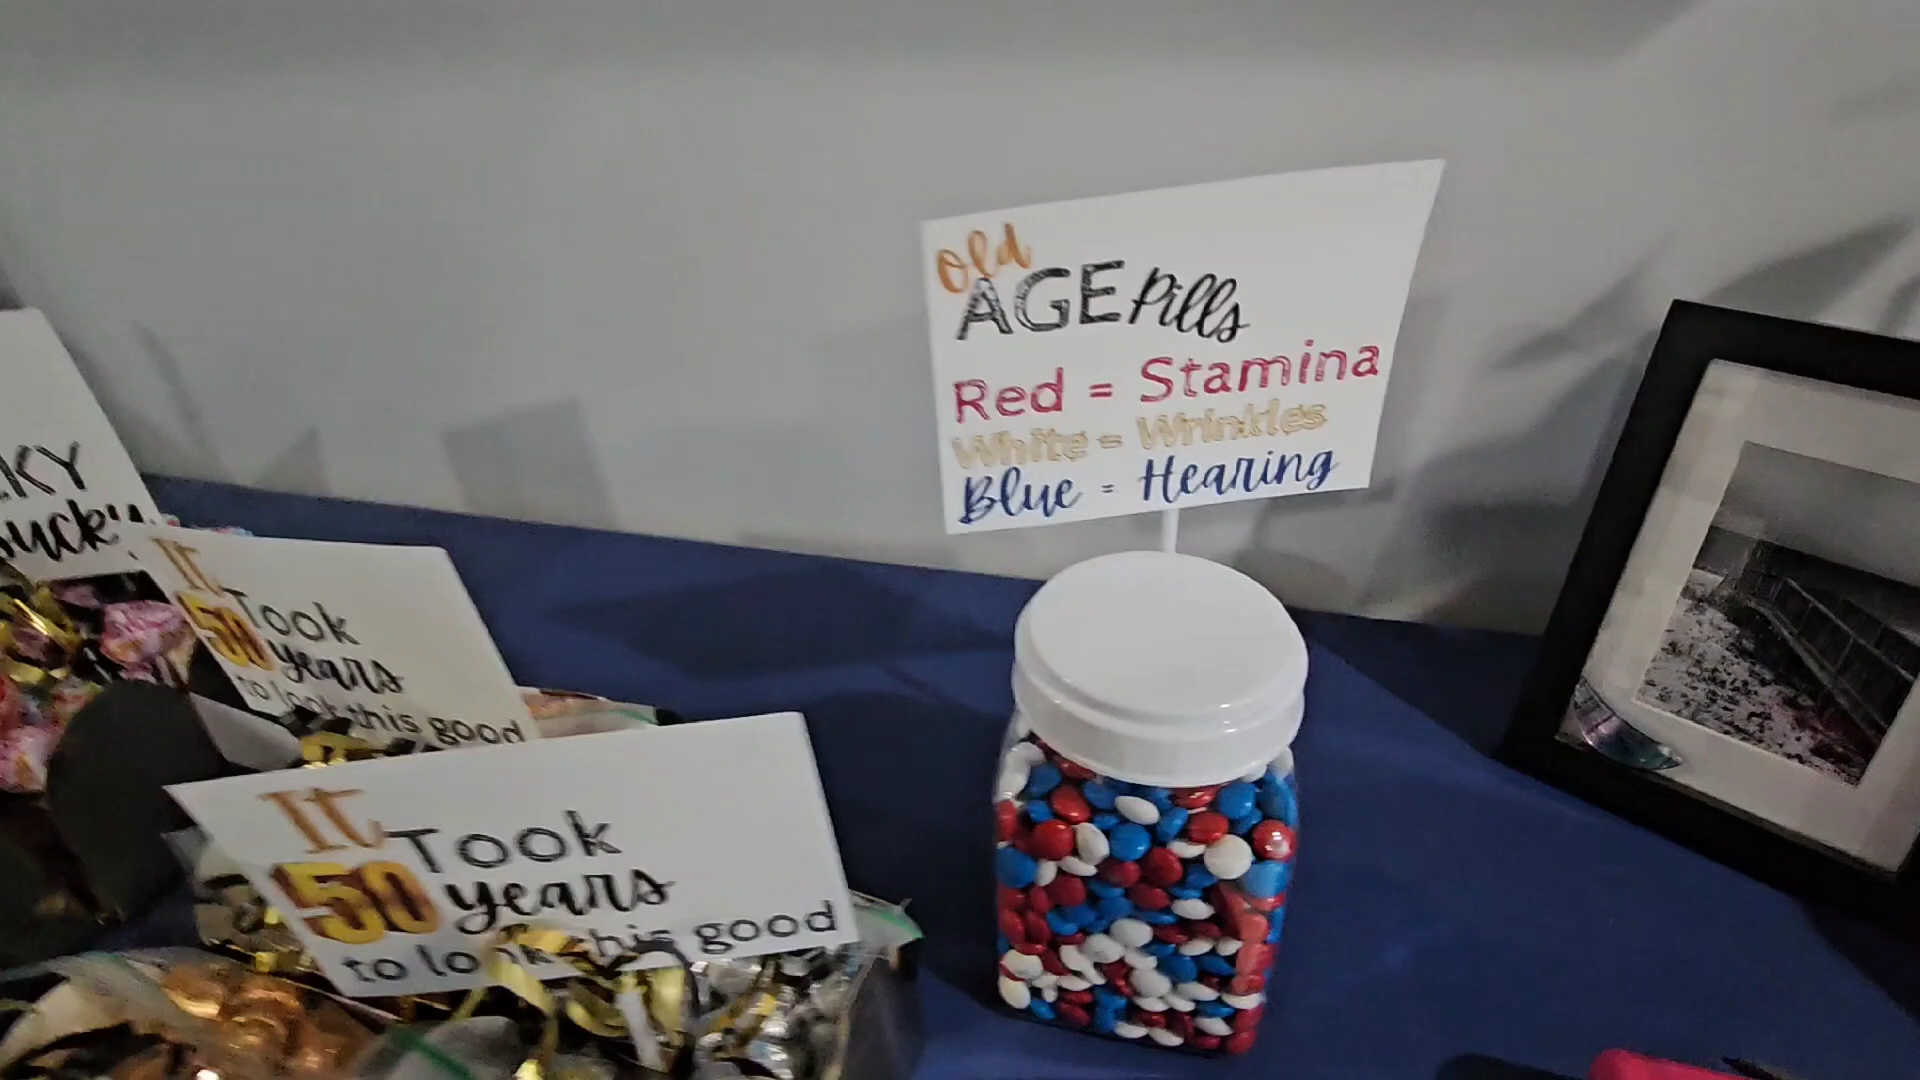 Old
AGE Pills
Red = Stamina
White = Wrinkles
Blue = Hearing
It
50 Took
years
to look this good
It
50 Took
years
to look this good